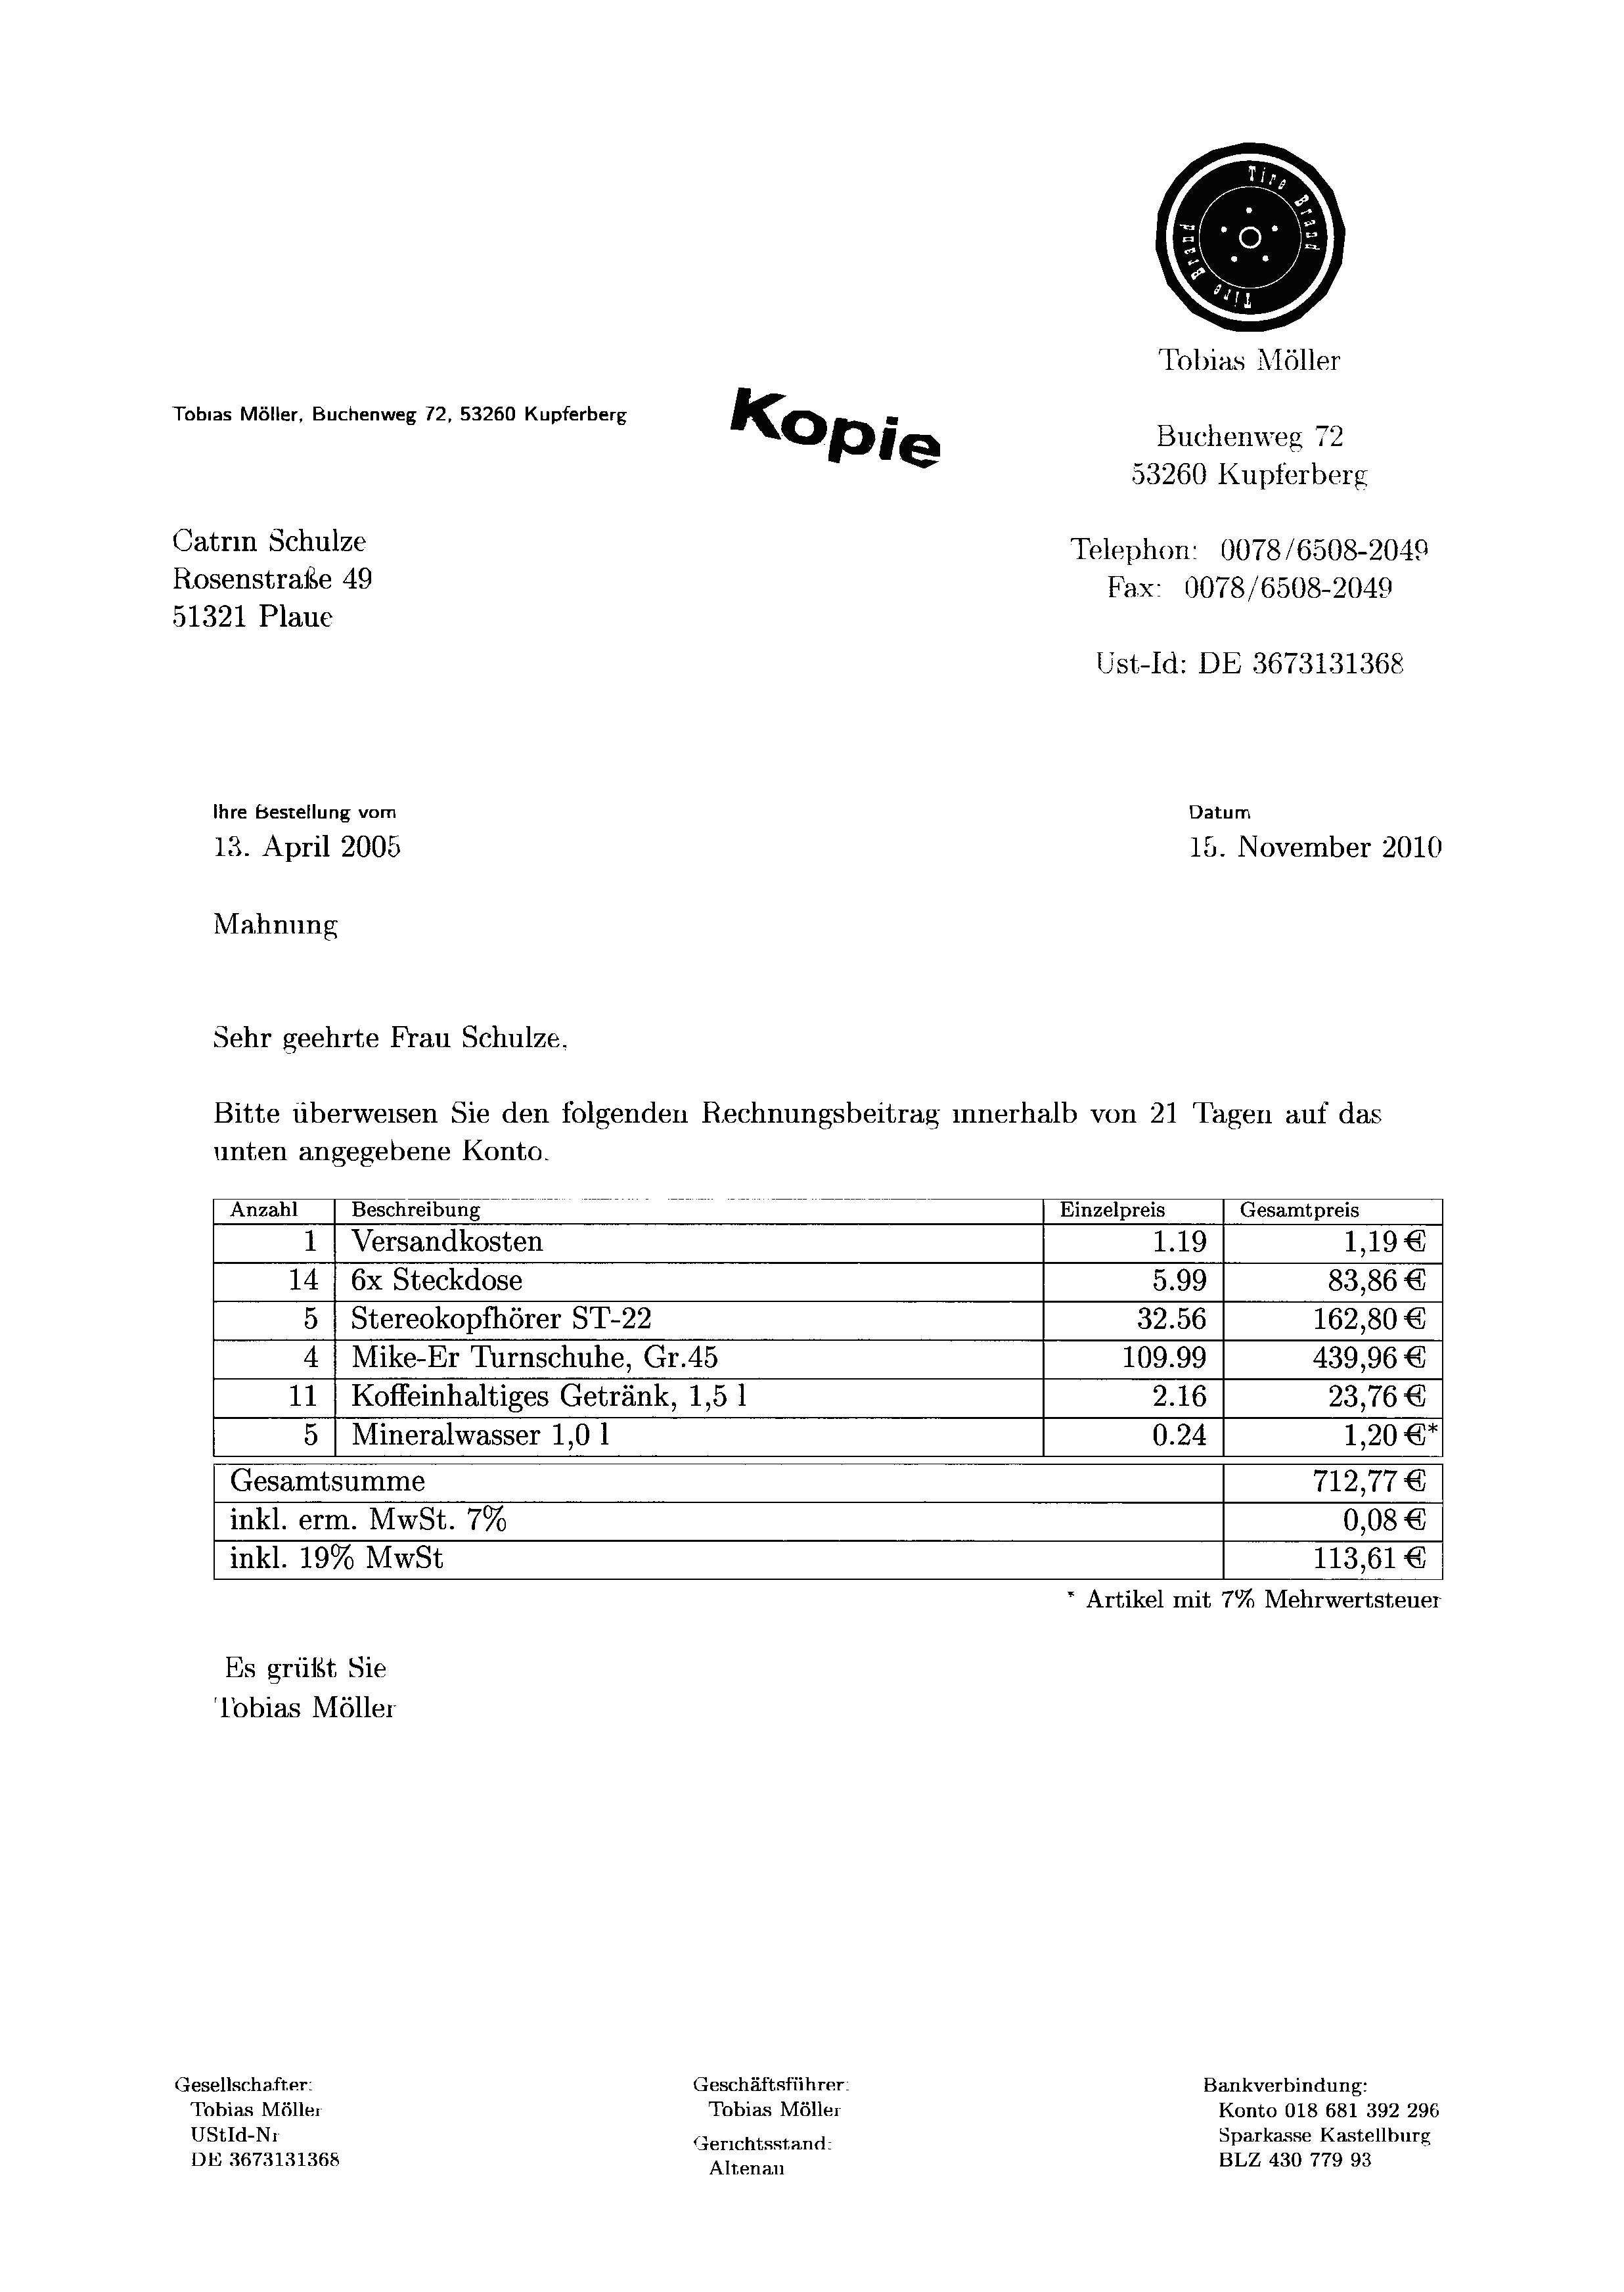 Tire Brand
Tire Brand
Tobias Möller
Tobias Möller, Buchenweg 72, 53260 Kupferberg
Kopie
Buchenweg 72
53260 Kupferberg
Catrin Schulze
Rosenstraße 49
51321 Plaue
Telephon: 0078/6508-2049
Fax: 0078/6508-2049
Ust-Id: DE 3673131368
Ihre Bestellung vom Datum
13. April 2005 15. November 2010
Mahnung
Sehr geehrte Frau Schulze,
Bitte überweisen Sie den folgenden Rechnungsbeitrag innerhalb von 21 Tagen auf das
unten angegebene Konto.
Anzahl Beschreibung Einzelpreis Gesamtpreis
1 Versandkosten 1.19 1,19 €
14 6x Steckdose 5.99 83,86 €
5 Stereokopfhörer ST-22 32.56 162,80 €
4 Mike-Er Turnschuhe, Gr.45 109.99 439,96 €
11 Koffeinhaltiges Getränk, 1,5 l 2.16 23,76 €
5 Mineralwasser 1,0 l 0.24 1,20 €*
Gesamtsumme 712,77 €
inkl. erm. MwSt. 7% 0,08 €
inkl. 19% MwSt 113,61 €
* Artikel mit 7% Mehrwertsteuer
Es grüßt Sie
Tobias Möller
Gesellschafter:
Tobias Möller
UStId-Nr
DE 3673131368
Geschäftsführer:
Tobias Möller
Gerichtsstand:
Altenau
Bankverbindung:
Konto 018 681 392 296
Sparkasse Kastellburg
BLZ 430 779 93